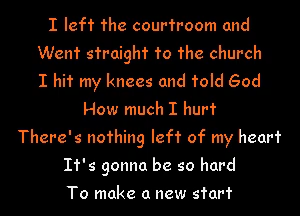 I left the courtroom and
Went straight to the church
I hit my knees and told God
How much I hurt
There's nothing left of my heart
It's gonna be so hard
To make a new start